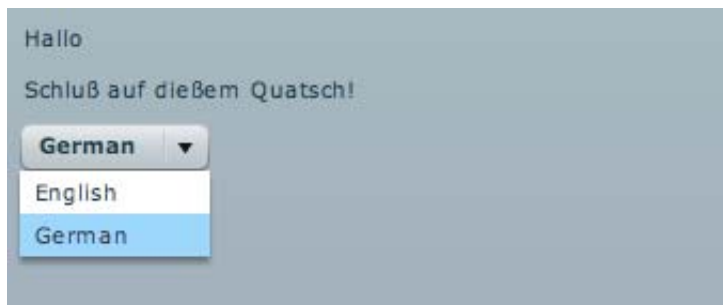 Hallo
Schluß auf dießem Quatsch!
German
English
German